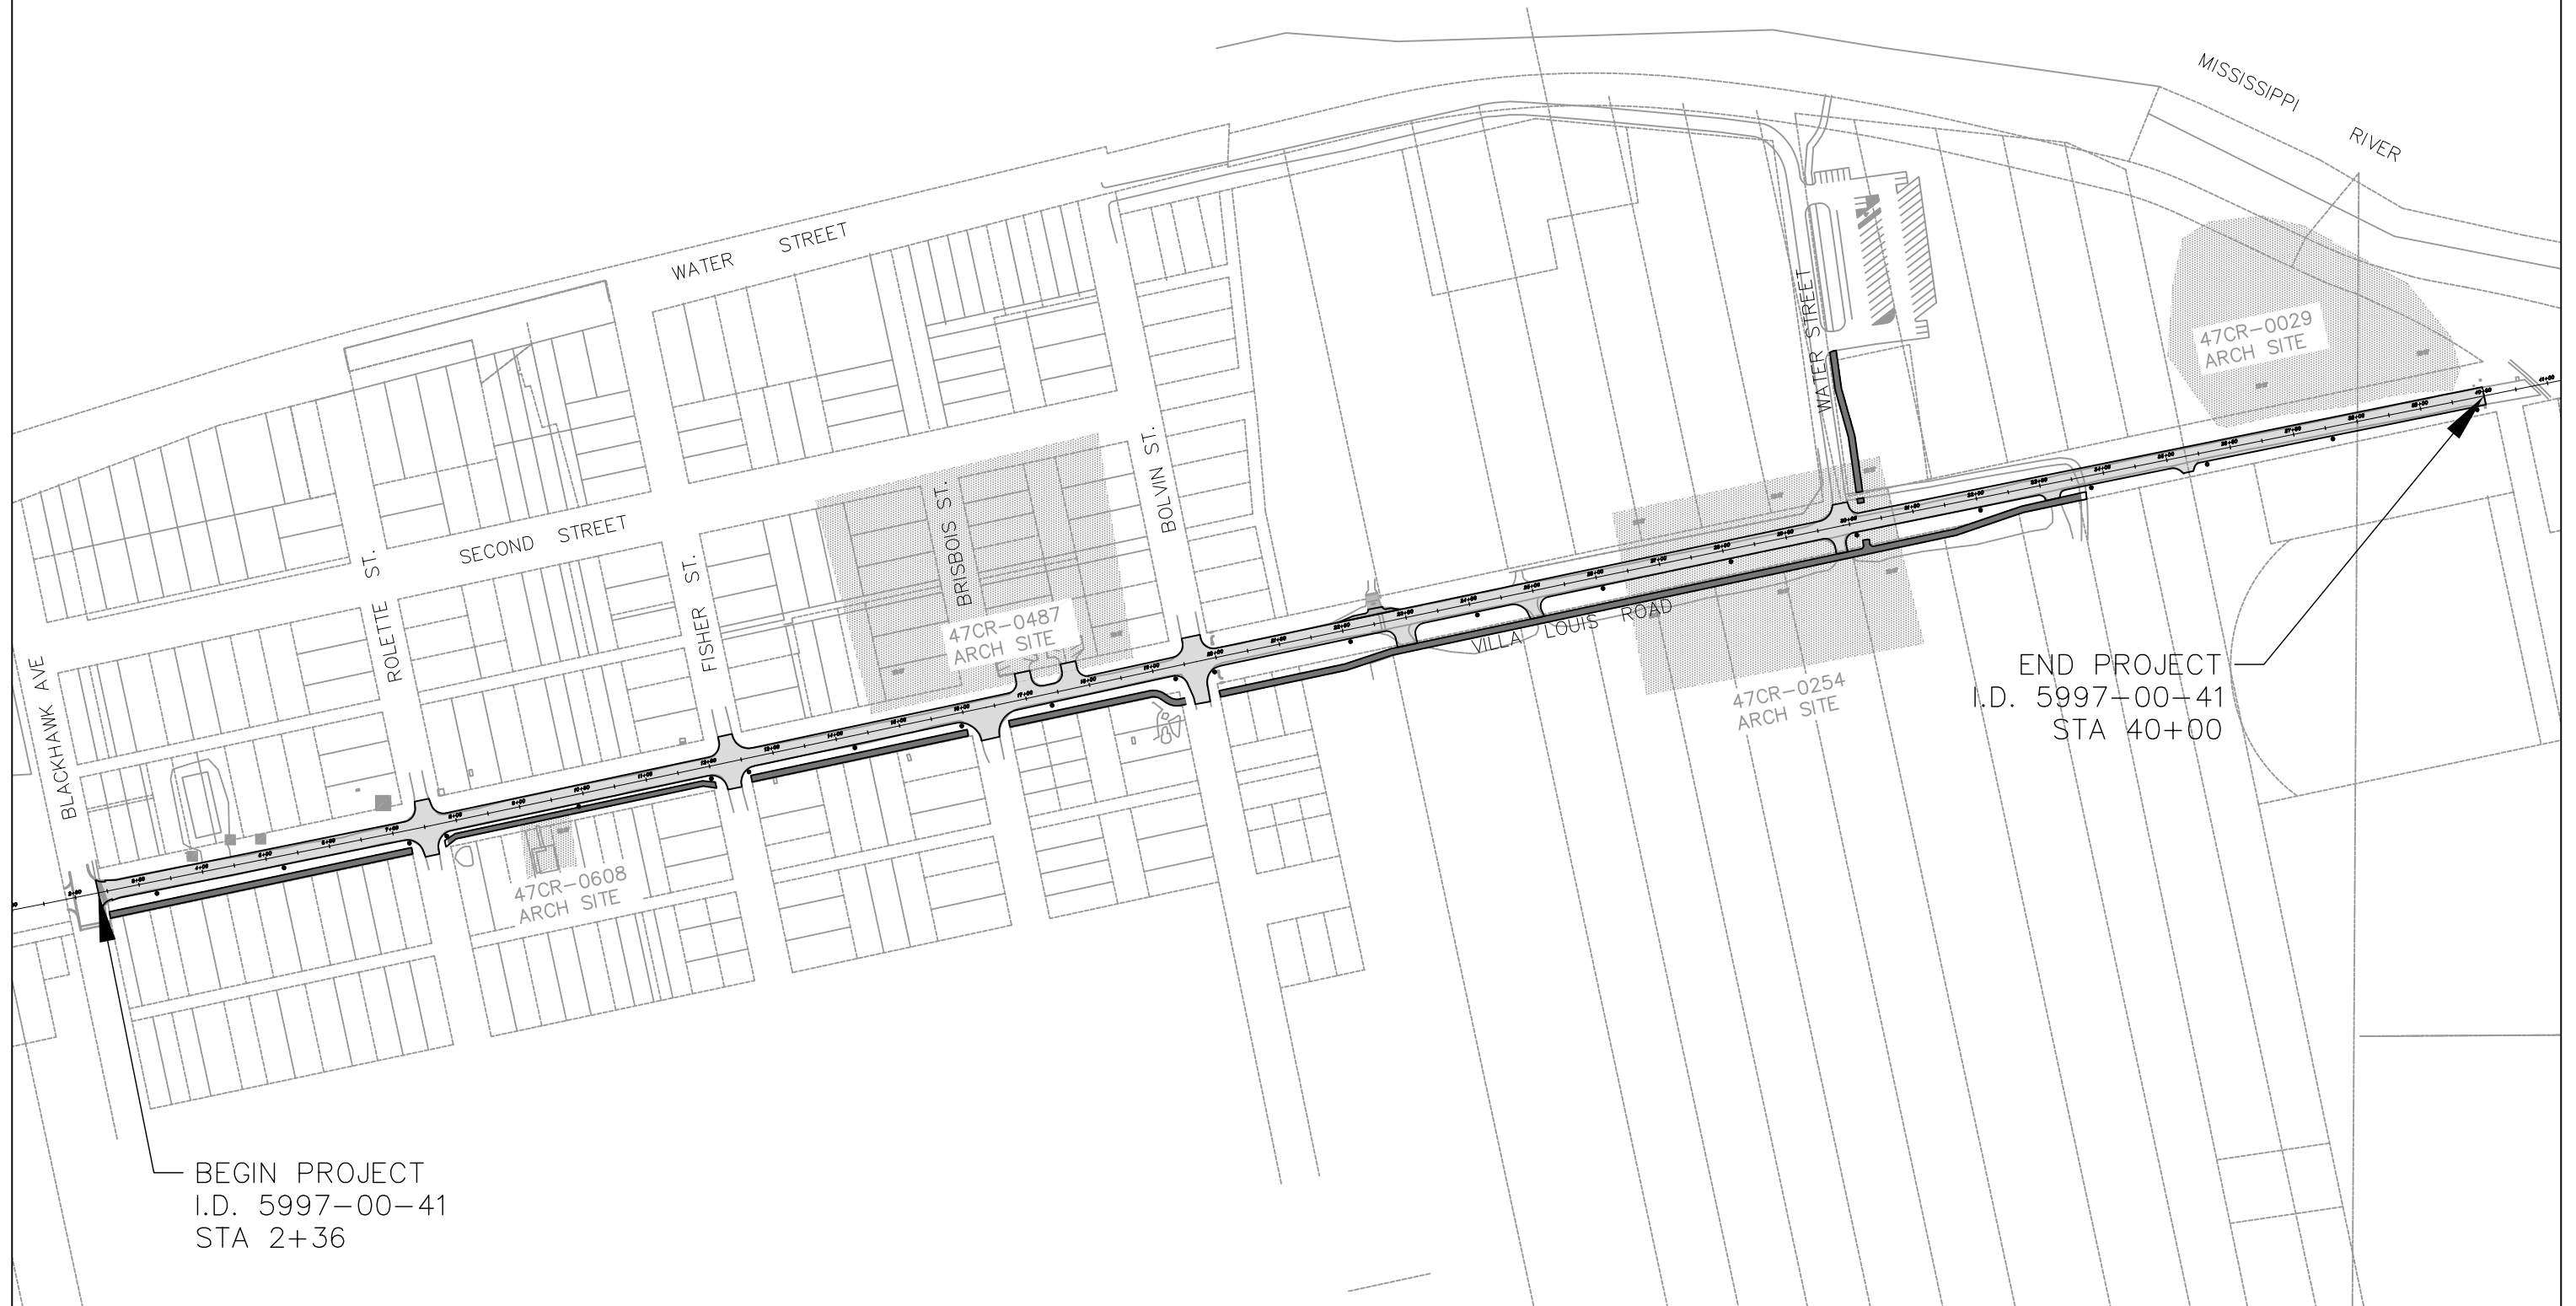 MISSISSIPPI
RIVER
WATER STREET
WATER STREET
47CR-0029
ARCH SITE
SECOND STREET
ROLETTE ST.
FISHER ST.
BRISBOIS ST.
BOLVIN ST.
47CR-0487
ARCH SITE
VILLA LOUIS ROAD
BLACKHAWK AVE
47CR-0254
ARCH SITE
END PROJECT
I.D. 5997-00-41
STA 40+00
47CR-0608
ARCH SITE
BEGIN PROJECT
I.D. 5997-00-41
STA 2+36